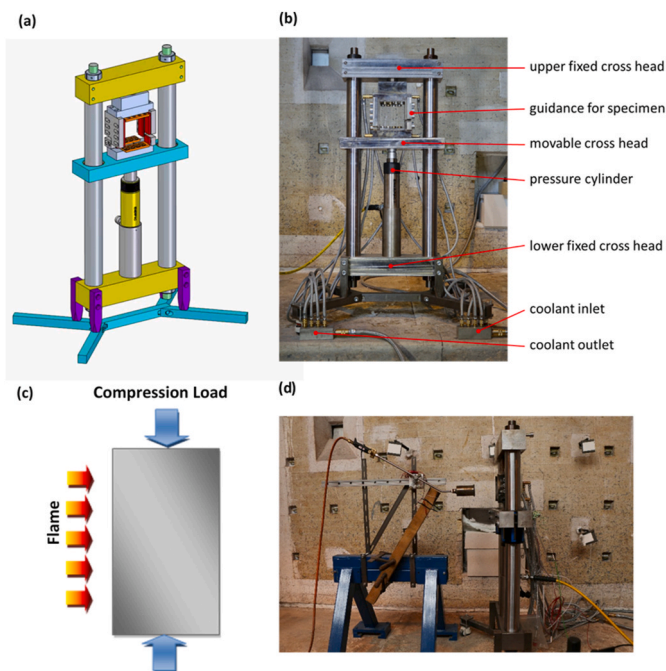 (a)
(b)
upper fixed cross head
guidance for specimen
movable cross head
pressure cylinder
lower fixed cross head
coolant inlet
coolant outlet
(c)
Compression Load
Flame
(d)